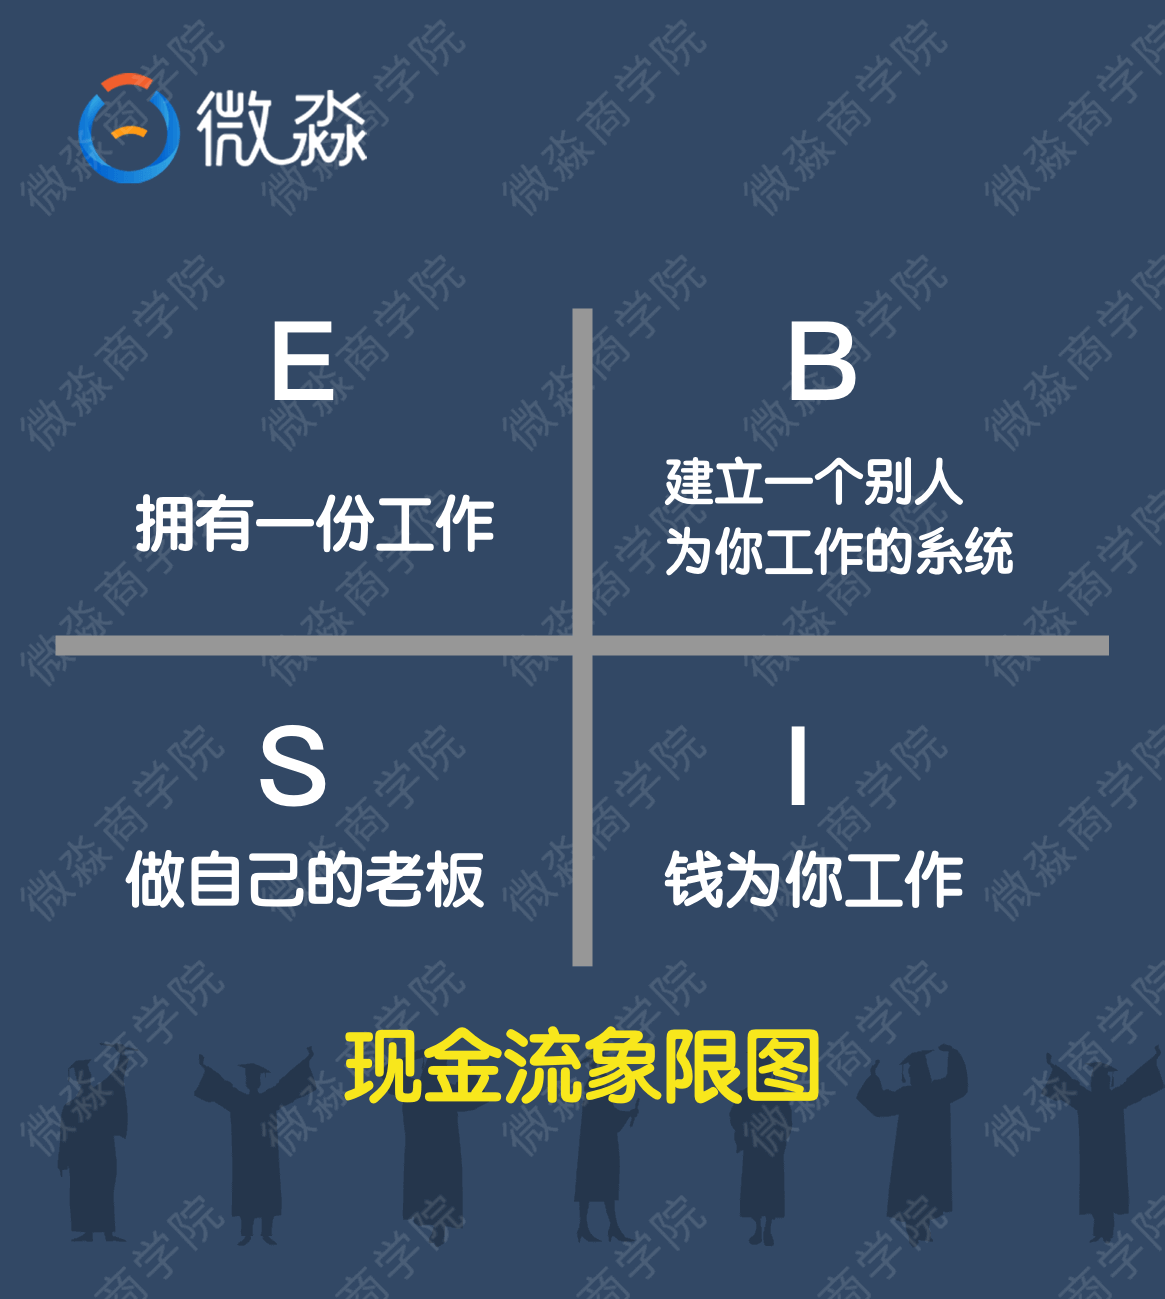 微淼
E
拥有一份工作
B
建立一个别人
为你工作的系统
S
做自己的老板
I
钱为你工作
现金流象限图
微淼商学院